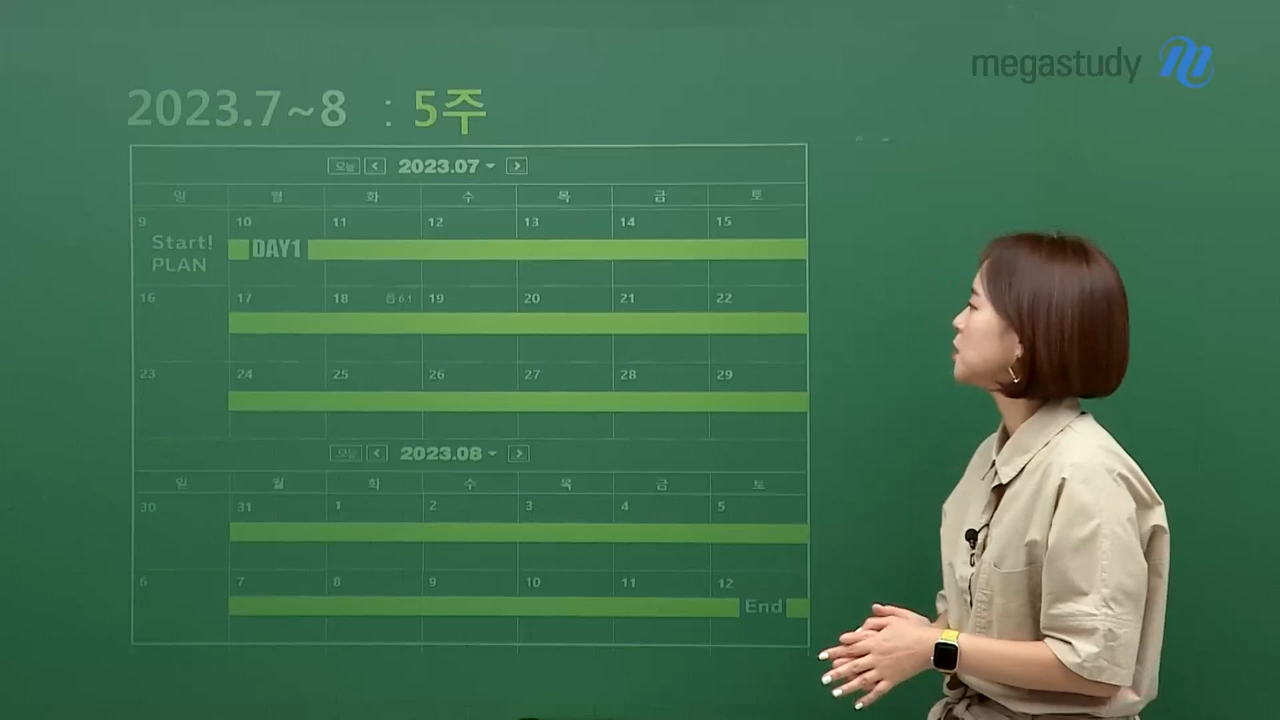 megastudy
2023.7~8 : 5주
오늘 < 2023.07 >
일 월 화 수 목 금 토
9 10 11 12 13 14 15
Start!
PLAN
DAY1
16 17 18 음 6.1 19 20 21 22
23 24 25 26 27 28 29
오늘 < 2023.08 >
일 월 화 수 목 금 토
30 31 1 2 3 4 5
6 7 8 9 10 11 12
End